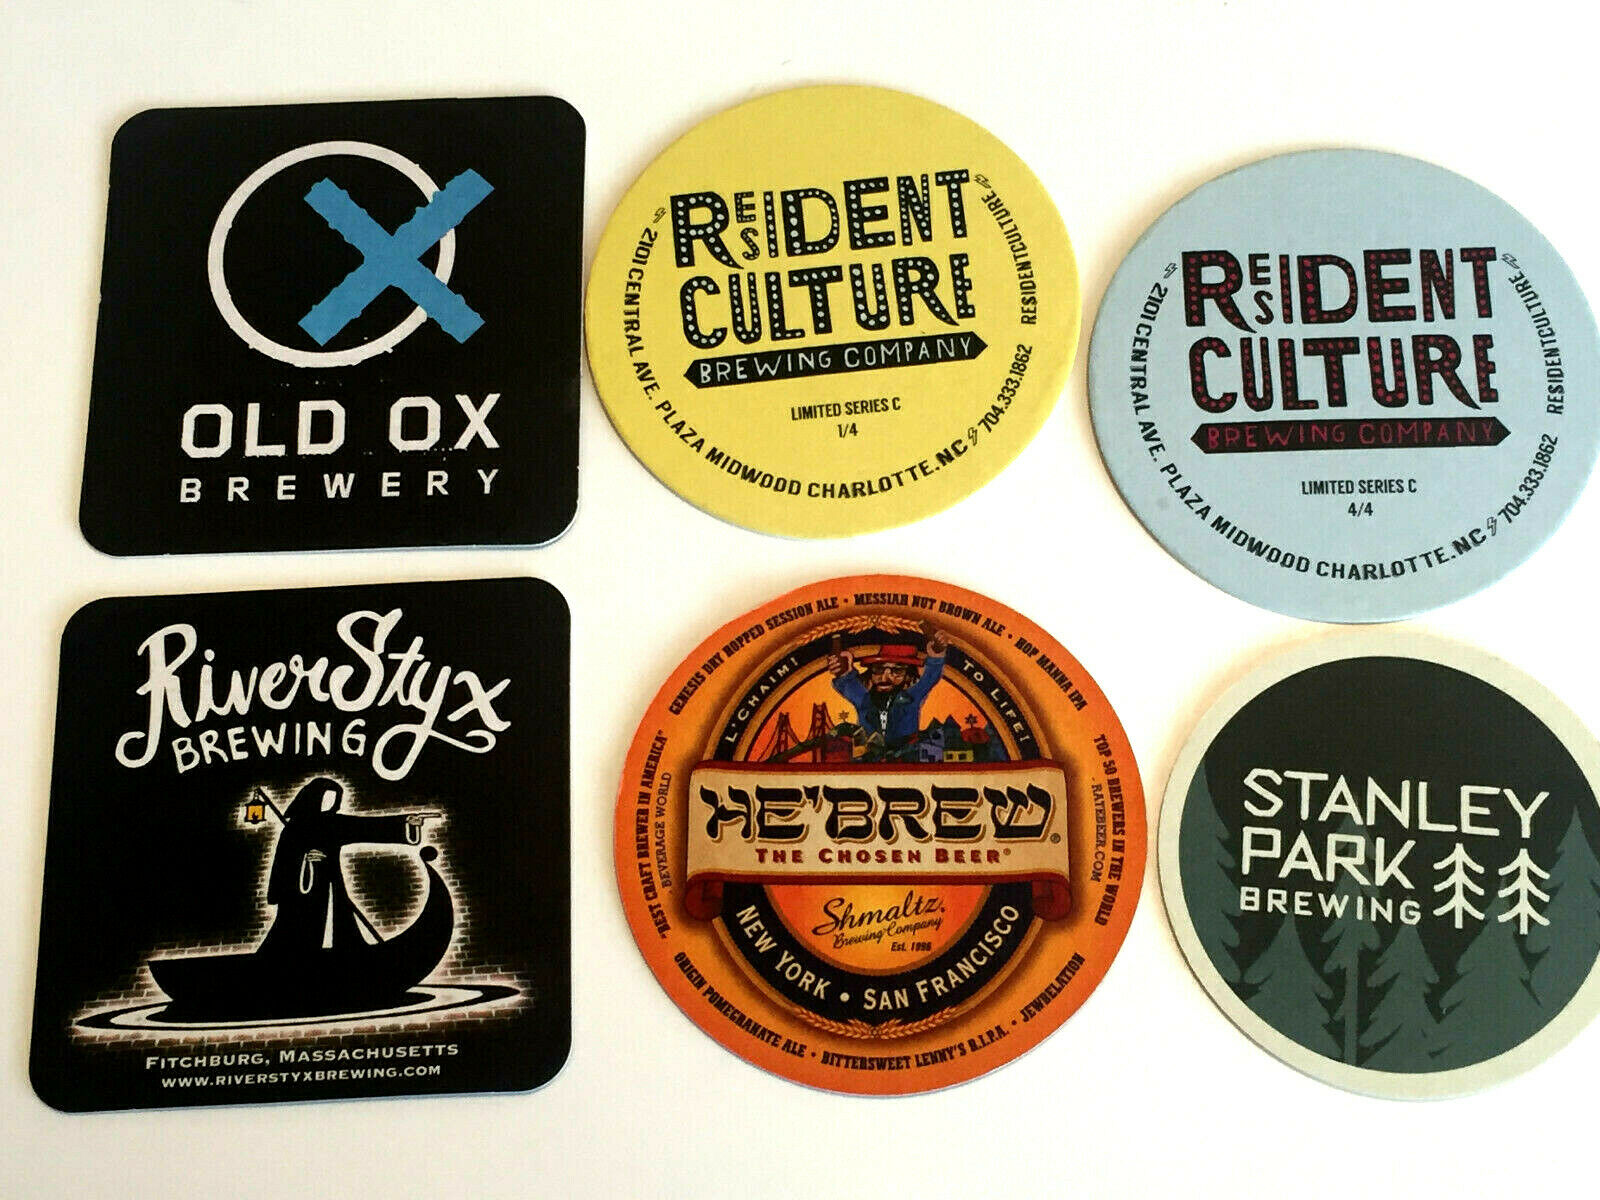 OLD OX
BREWERY
RESIDENT
CULTURE
BREWING COMPANY
LIMITED SERIES C
1/4
2101 CENTRAL AVE. PLAZA MIDWOOD CHARLOTTE. NC 704.333.1862 RESIDENTCULTURE
RESIDENT
CULTURE
BREWING COMPANY
LIMITED SERIES C
4/4
2101 CENTRAL AVE. PLAZA MIDWOOD CHARLOTTE. NC 704.333.1862 RESIDENTCULTURE
River Styx
BREWING
FITCHBURG, MASSACHUSETTS
WWW.RIVERSTYXBREWING.COM
GENESIS DRY HOPPED SESSION ALE • MESSIAH NUT BROWN ALE • HOP MANNA IPA
TOP 50 BREWERS IN THE WORLD
RATEBEER.COM
"BEST CRAFT BREWER IN AMERICA"
BEVERAGE WORLD
L'CHAIM! TO LIFE!
HE'BREW®
THE CHOSEN BEER®
Shmaltz
Brewing Company
Est. 1996
NEW YORK • SAN FRANCISCO
ORIGIN POMEGRANATE ALE • BITTERSWEET LENNY'S R.I.P.A. • JEWBELATION
STANLEY
PARK
BREWING